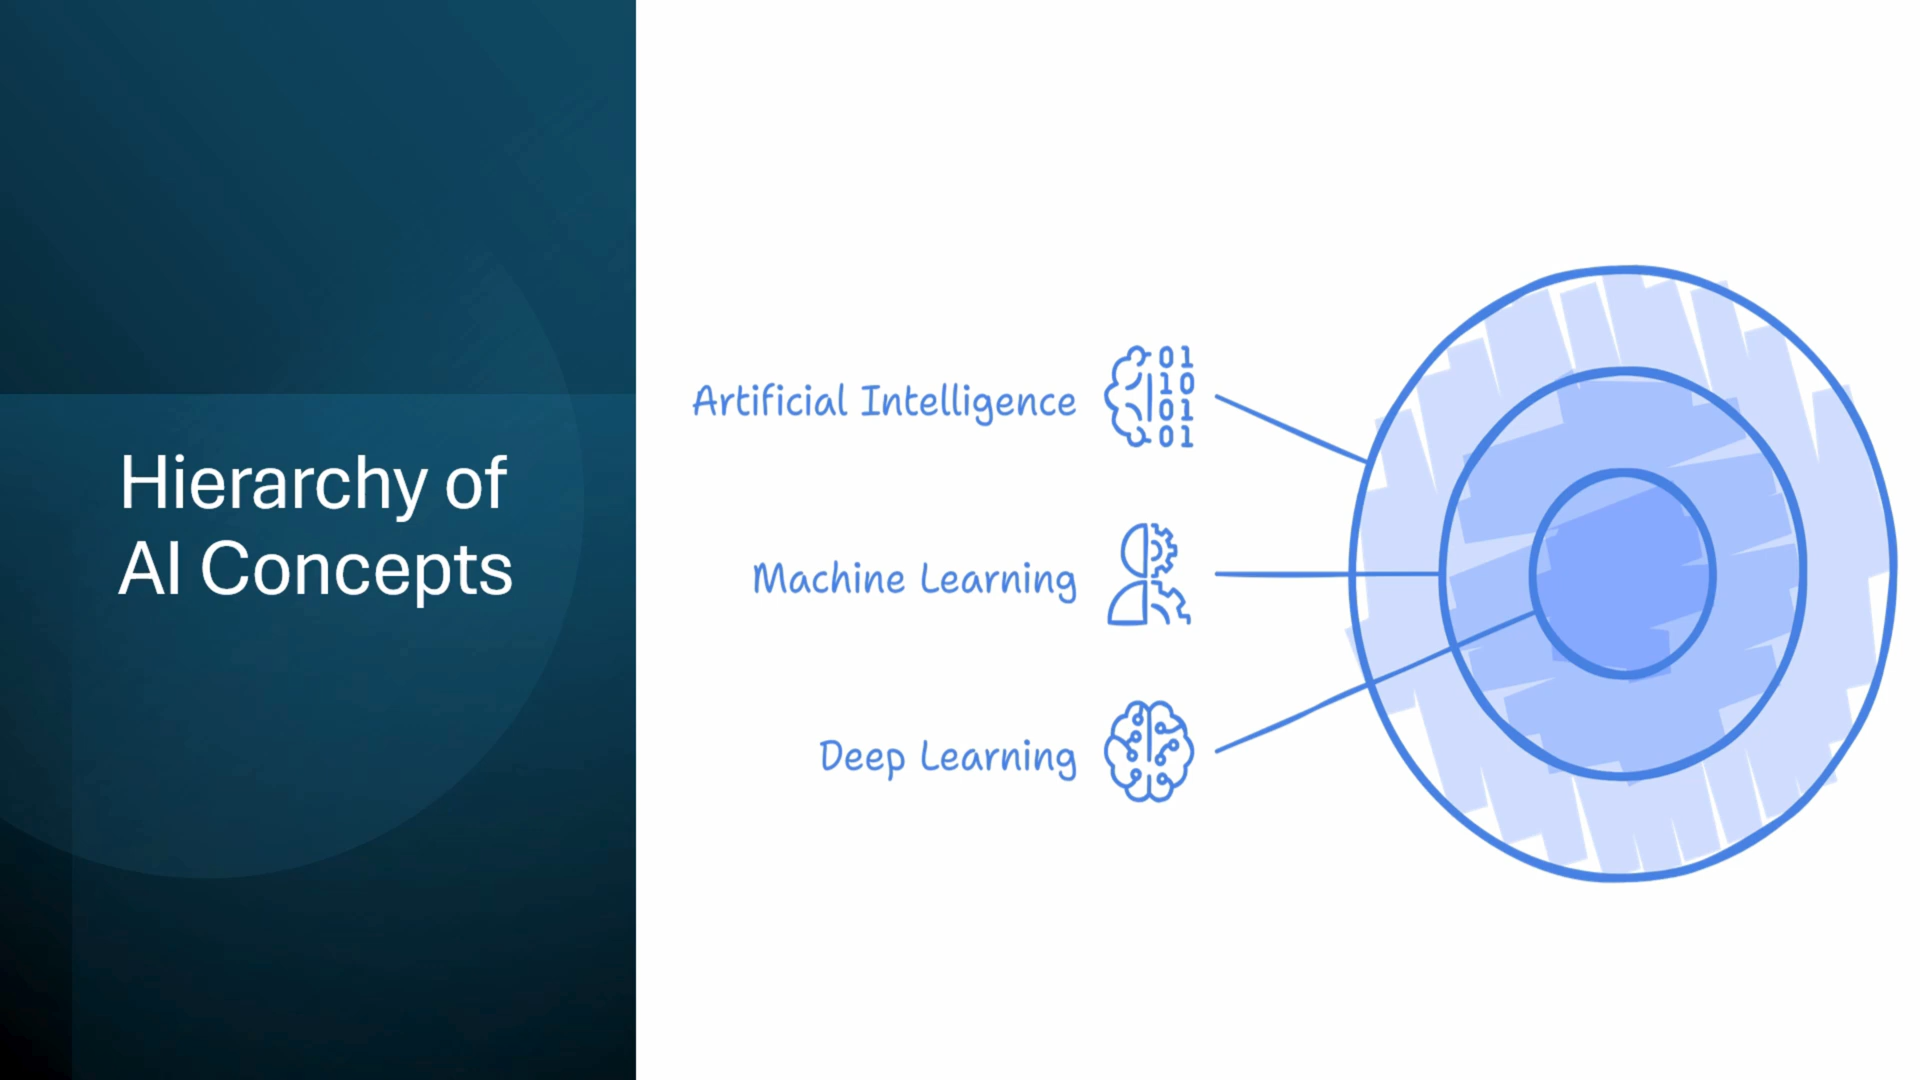 Hierarchy of
AI Concepts
Artificial Intelligence
01
10
01
01
Machine Learning
Deep Learning